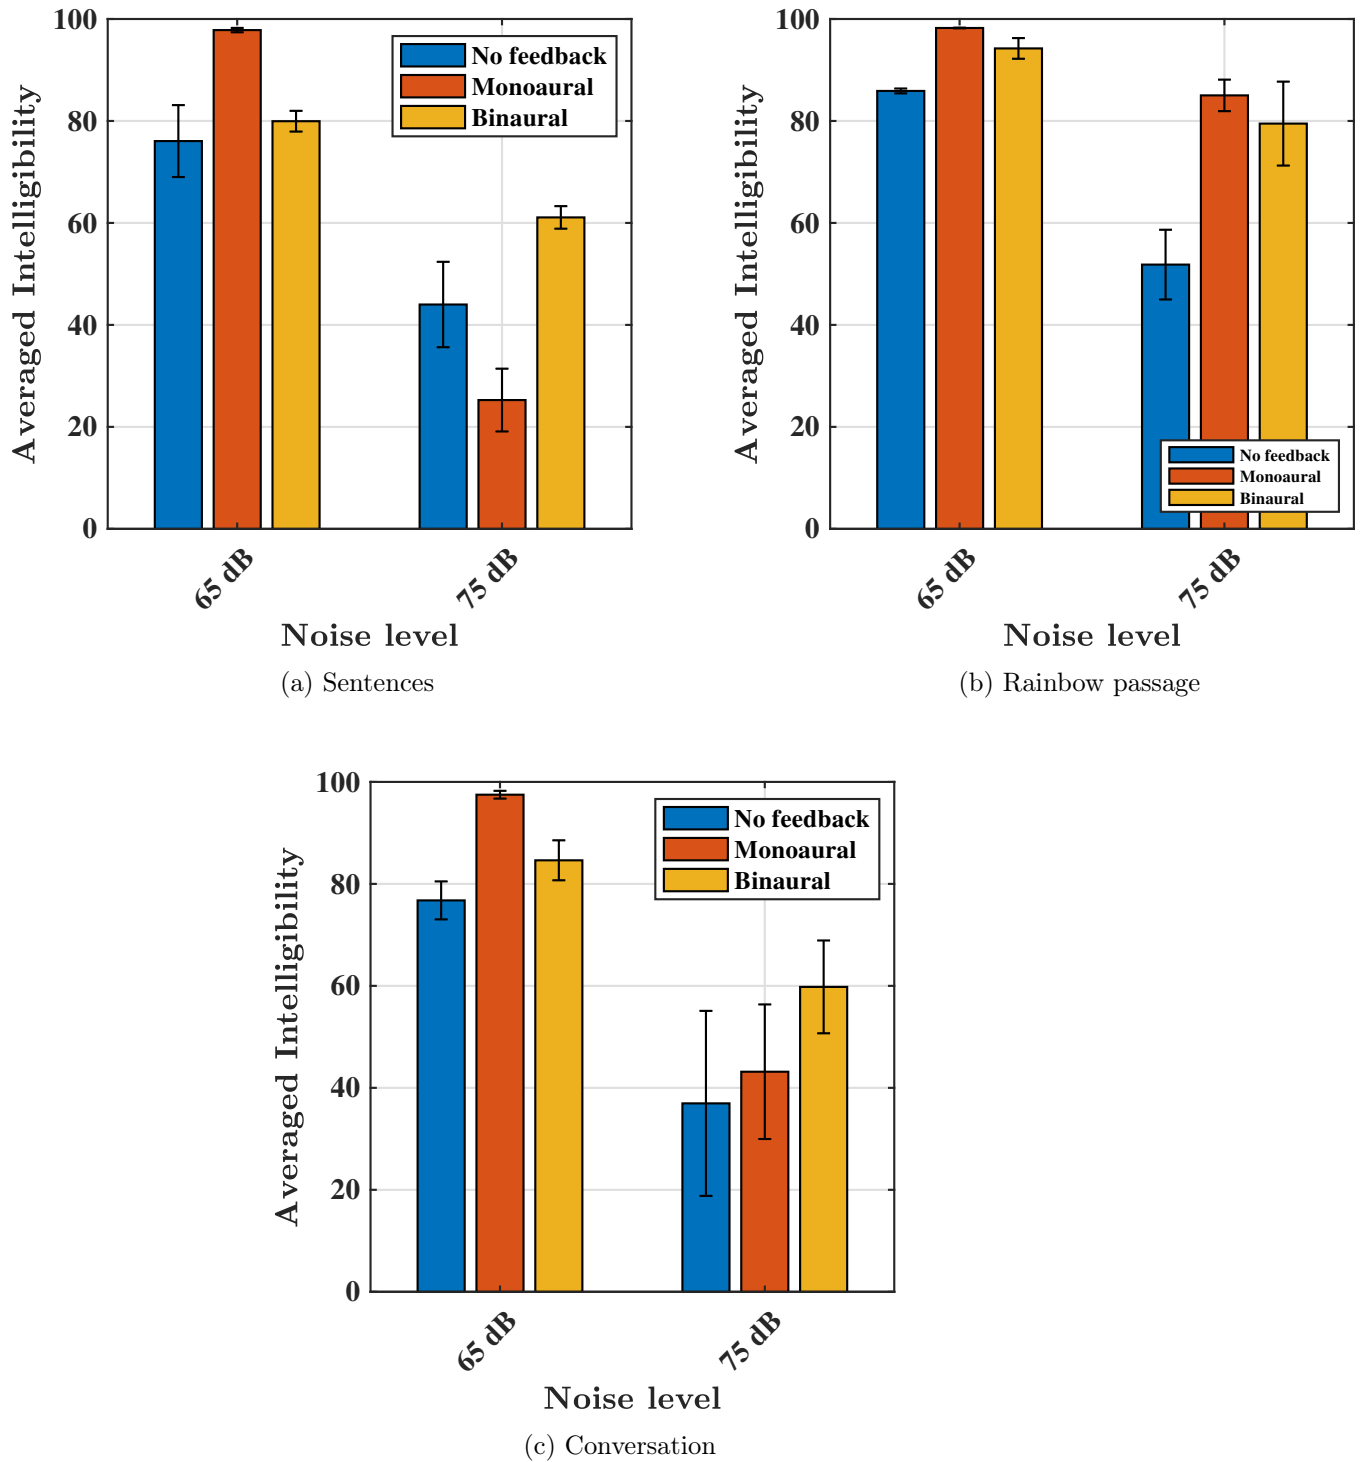 100
80
60
40
20
0
Averaged Intelligibility
No feedback
Monoaural
Binaural
65 dB
75 dB
Noise level
(a) Sentences
100
80
60
40
20
0
Averaged Intelligibility
No feedback
Monoaural
Binaural
65 dB
75 dB
Noise level
(b) Rainbow passage
100
80
60
40
20
0
Averaged Intelligibility
No feedback
Monoaural
Binaural
65 dB
75 dB
Noise level
(c) Conversation